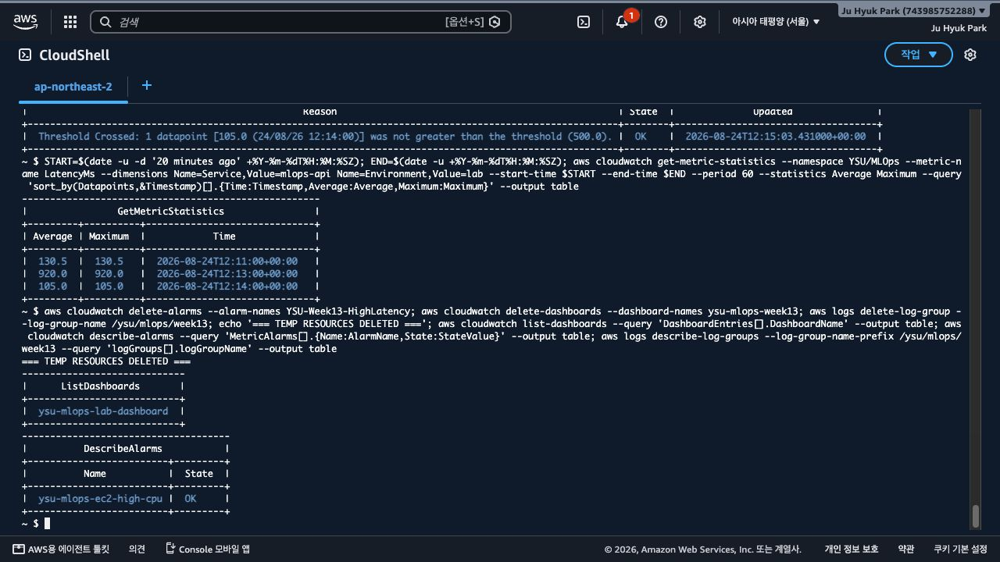 aws
검색
[옵션+S]
1
아시아 태평양 (서울) ▼
Ju Hyuk Park (743985752288) ▼
Ju Hyuk Park
CloudShell
작업 ▼
ap-northeast-2
+
| Reason | State | Updated |
+-----------------------------------------------------------------------------------------------+-------+---------------------------------+
| Threshold Crossed: 1 datapoint [105.0 (24/08/26 12:14:00)] was not greater than the threshold (500.0). | OK | 2026-08-24T12:15:03.431000+00:00 |
+-----------------------------------------------------------------------------------------------+-------+---------------------------------+
~ $ START=$(date -u -d '20 minutes ago' +%Y-%m-%dT%H:%M:%SZ); END=$(date -u +%Y-%m-%dT%H:%M:%SZ); aws cloudwatch get-metric-statistics --namespace YSU/MLOps --metric-n
ame LatencyMs --dimensions Name=Service,Value=mlops-api Name=Environment,Value=lab --start-time $START --end-time $END --period 60 --statistics Average Maximum --query
'sort_by(Datapoints,&Timestamp)[].{Time:Timestamp,Average:Average,Maximum:Maximum}' --output table
------------------------------------------------
| GetMetricStatistics |
+---------+----------+---------------------------+
| Average | Maximum | Time |
+---------+----------+---------------------------+
| 130.5 | 130.5 | 2026-08-24T12:11:00+00:00 |
| 920.0 | 920.0 | 2026-08-24T12:13:00+00:00 |
| 105.0 | 105.0 | 2026-08-24T12:14:00+00:00 |
+---------+----------+---------------------------+
~ $ aws cloudwatch delete-alarms --alarm-names YSU-Week13-HighLatency; aws cloudwatch delete-dashboards --dashboard-names ysu-mlops-week13; aws logs delete-log-group -
-log-group-name /ysu/mlops/week13; echo '=== TEMP RESOURCES DELETED ==='; aws cloudwatch list-dashboards --query 'DashboardEntries[].DashboardName' --output table; aws
cloudwatch describe-alarms --query 'MetricAlarms[].{Name:AlarmName,State:StateValue}' --output table; aws logs describe-log-groups --log-group-name-prefix /ysu/mlops/
week13 --query 'logGroups[].logGroupName' --output table
=== TEMP RESOURCES DELETED ===
--------------------------
| ListDashboards |
+------------------------+
| ysu-mlops-lab-dashboard |
+------------------------+
---------------------------------
| DescribeAlarms |
+-----------------------+--------+
| Name | State |
+-----------------------+--------+
| ysu-mlops-ec2-high-cpu | OK |
+-----------------------+--------+
~ $
AWS용 에이전트 툴킷
의견
Console 모바일 앱
© 2026, Amazon Web Services, Inc. 또는 계열사.
개인 정보 보호
약관
쿠키 기본 설정